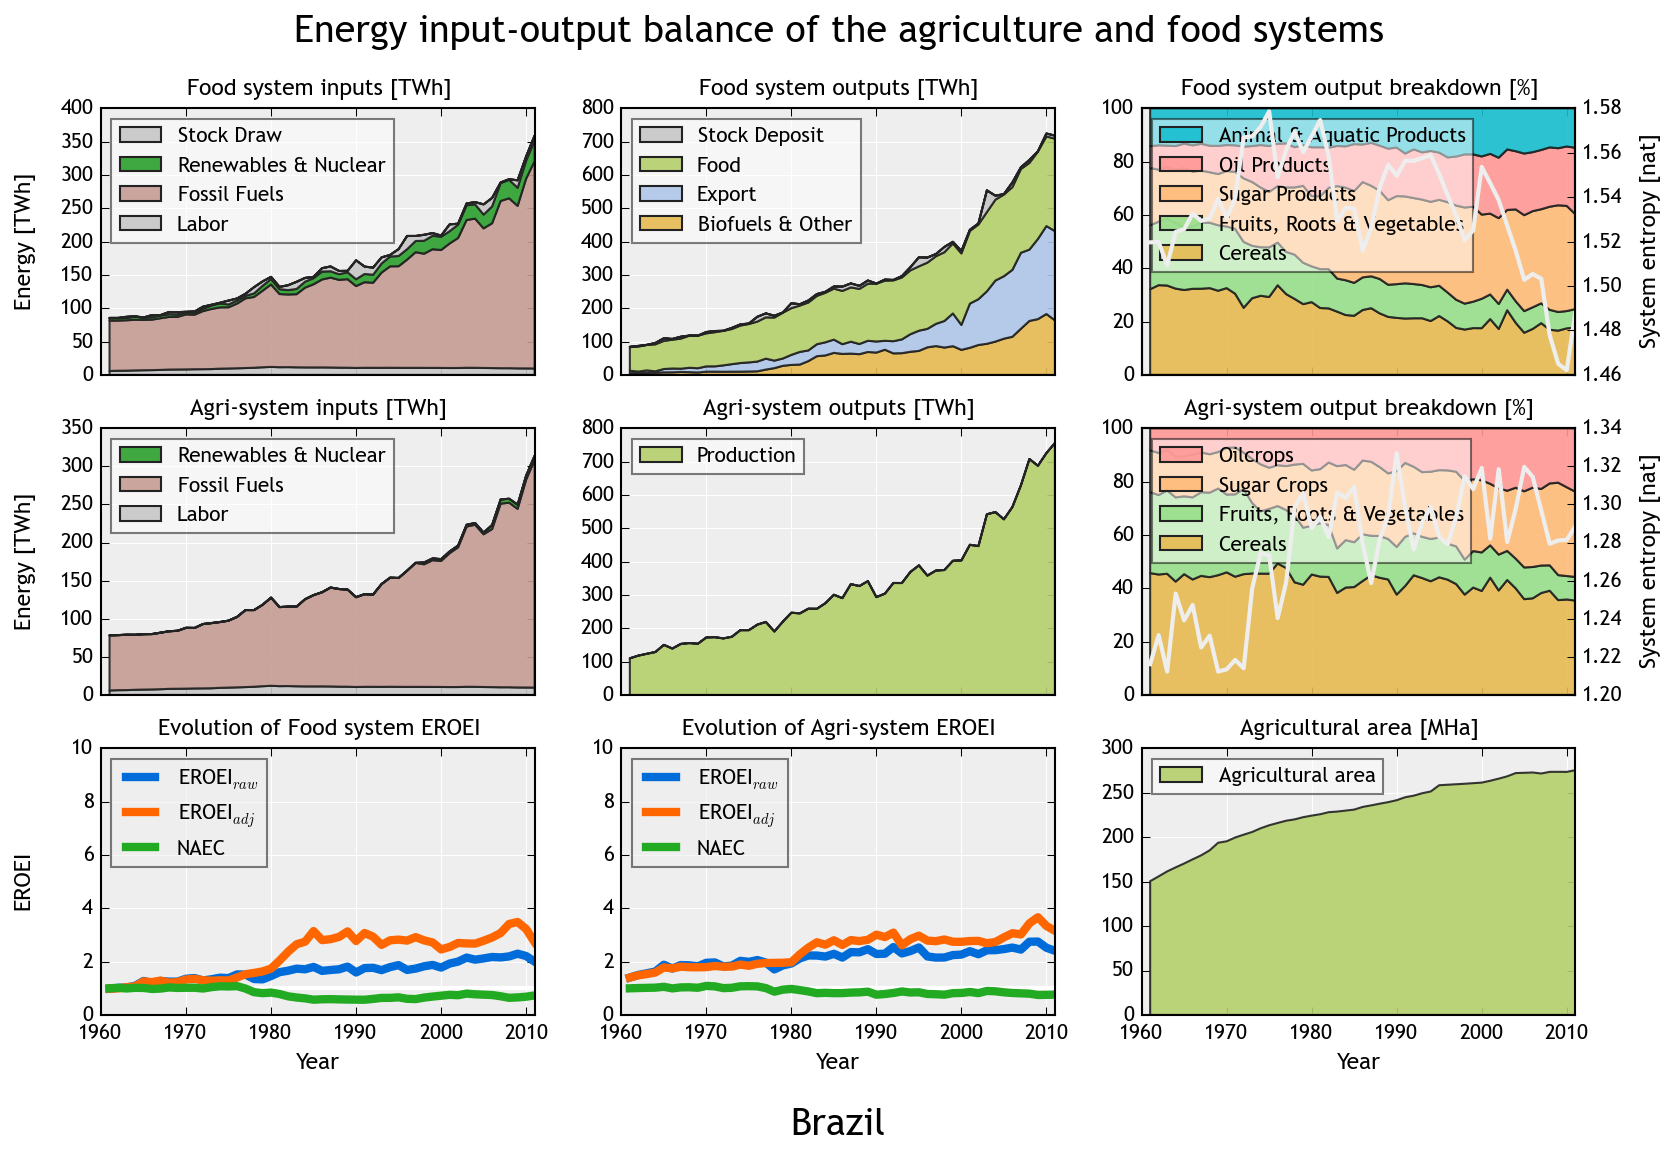 Energy input-output balance of the agriculture and food systems
Food system inputs [TWh]
Energy [TWh]
400
350
300
250
200
150
100
50
0
Stock Draw
Renewables & Nuclear
Fossil Fuels
Labor
Food system outputs [TWh]
800
700
600
500
400
300
200
100
0
Stock Deposit
Food
Export
Biofuels & Other
Food system output breakdown [%]
100
80
60
40
20
0
Animal & Aquatic Products
Oil Products
Sugar Products
Fruits, Roots & Vegetables
Cereals
1.58
1.56
1.54
1.52
1.50
1.48
1.46
System entropy [nat]
Agri-system inputs [TWh]
Energy [TWh]
350
300
250
200
150
100
50
0
Renewables & Nuclear
Fossil Fuels
Labor
Agri-system outputs [TWh]
800
700
600
500
400
300
200
100
0
Production
Agri-system output breakdown [%]
100
80
60
40
20
0
Oilcrops
Sugar Crops
Fruits, Roots & Vegetables
Cereals
1.34
1.32
1.30
1.28
1.26
1.24
1.22
1.20
System entropy [nat]
Evolution of Food system EROEI
EROEI
10
8
6
4
2
0
EROEI_raw
EROEI_adj
NAEC
1960 1970 1980 1990 2000 2010
Year
Evolution of Agri-system EROEI
10
8
6
4
2
0
EROEI_raw
EROEI_adj
NAEC
1960 1970 1980 1990 2000 2010
Year
Agricultural area [MHa]
300
250
200
150
100
50
0
Agricultural area
1960 1970 1980 1990 2000 2010
Year
Brazil